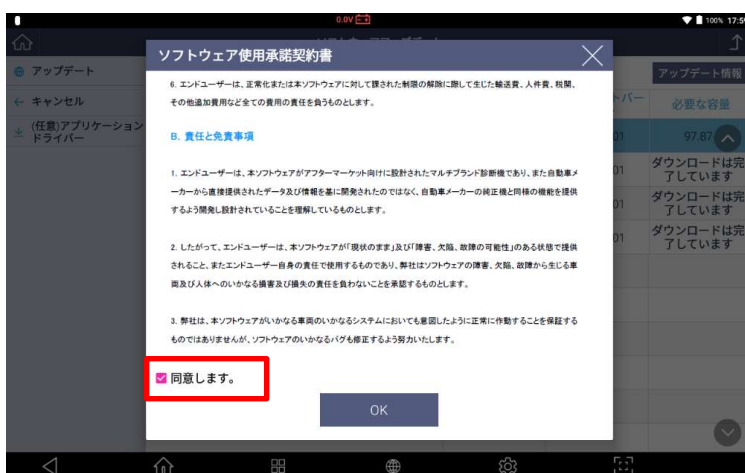 0.0V
100% 17:59
ソフトウェア使用承諾契約書
アップデート
アップデート情報
キャンセル
(任意)アプリケーション
ドライバー
トバー
必要な容量
6. エンドユーザーは、正常化または本ソフトウェアに対して課された制限の解除に際して生じた輸送費、人件費、税関、
その他追加費用など全ての費用の責任を負うものとします。
B. 責任と免責事項
1. エンドユーザーは、本ソフトウェアがアフターマーケット向けに設計されたマルチブランド診断機であり、また自動車メ
ーカーから直接提供されたデータ及び情報を基に開発されたのではなく、自動車メーカーの純正機と同様の機能を提供
するよう開発し設計されていることを理解しているものとします。
2. したがって、エンドユーザーは、本ソフトウェアが「現状のまま」及び「障害、欠陥、故障の可能性」のある状態で提供
されること、またエンドユーザー自身の責任で使用するものであり、弊社はソフトウェアの障害、欠陥、故障から生じる車
両及び人体へのいかなる損害及び損失の責任を負わないことを承認するものとします。
3. 弊社は、本ソフトウェアがいかなる車両のいかなるシステムにおいても意図したように正常に作動することを保証する
ものではありませんが、ソフトウェアのいかなるバグも修正するよう努力いたします。
01
97.87
01
ダウンロードは完
了しています
01
ダウンロードは完
了しています
01
ダウンロードは完
了しています
同意します。
OK